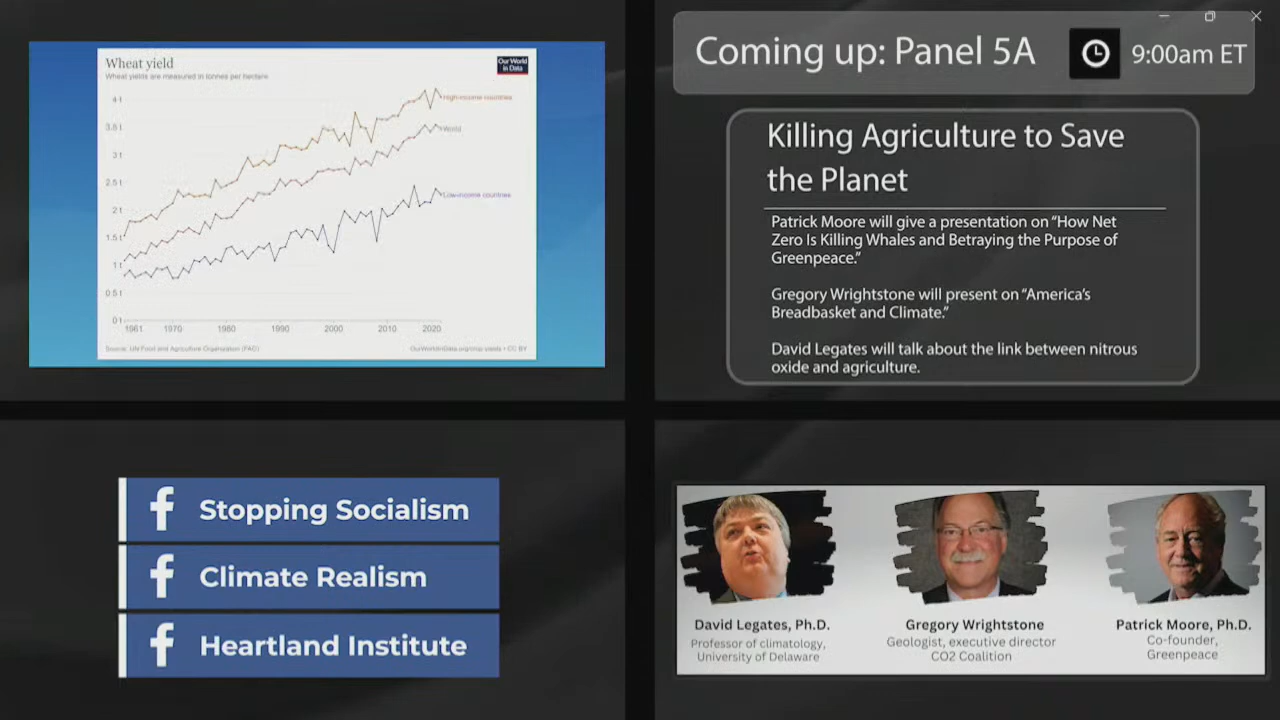 Wheat yield
Wheat yields are measured in tonnes per hectare
Our World
in Data
4 t
3.5 t
3 t
2.5 t
2 t
1.5 t
1 t
0.5 t
0 t
High-income countries
World
Low-income countries
1961
1970
1980
1990
2000
2010
2020
Source: UN Food and Agriculture Organization (FAO)
OurWorldInData.org/crop-yields • CC BY
Coming up: Panel 5A
9:00am ET
Killing Agriculture to Save
the Planet
Patrick Moore will give a presentation on “How Net
Zero Is Killing Whales and Betraying the Purpose of
Greenpeace.”
Gregory Wrightstone will present on “America’s
Breadbasket and Climate.”
David Legates will talk about the link between nitrous
oxide and agriculture.
f Stopping Socialism
f Climate Realism
f Heartland Institute
David Legates, Ph.D.
Professor of climatology,
University of Delaware
Gregory Wrightstone
Geologist, executive director
CO2 Coalition
Patrick Moore, Ph.D.
Co-founder,
Greenpeace